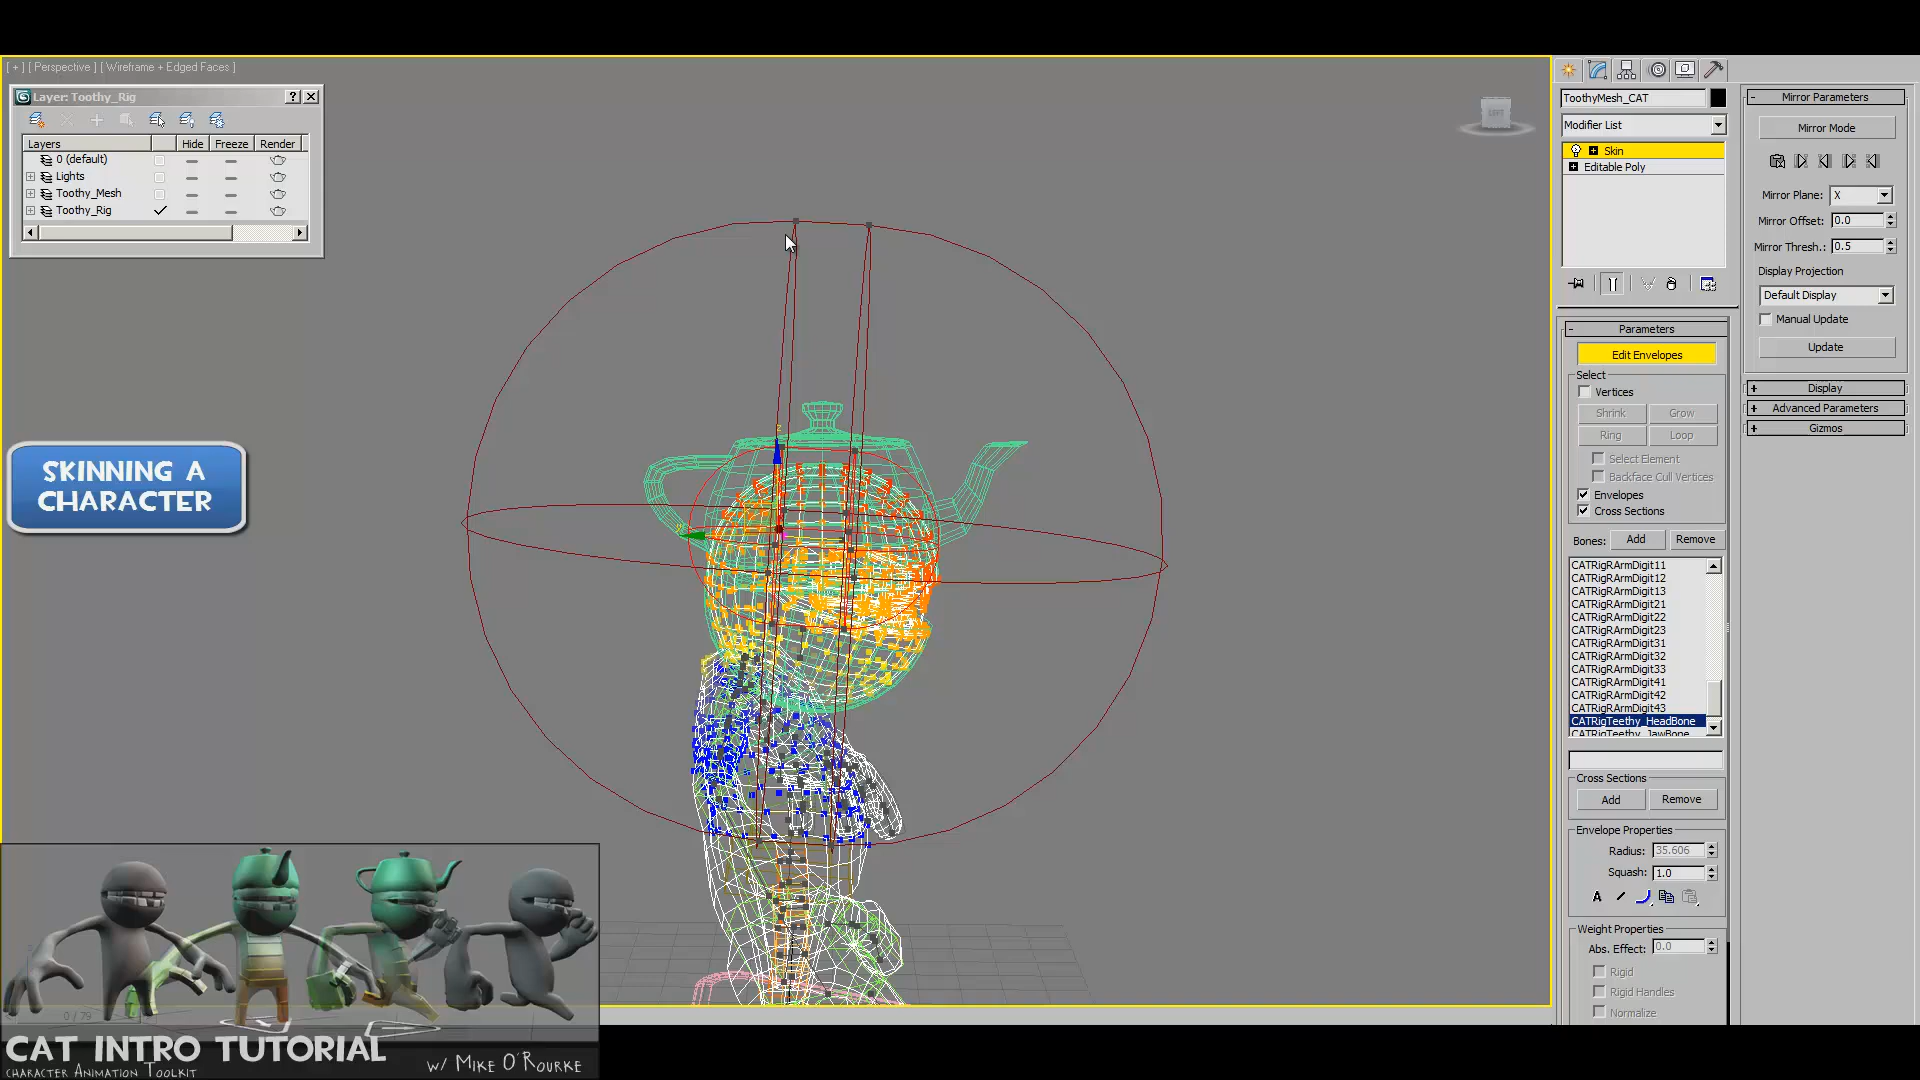 [ + ] [ Perspective ] [ Wireframe + Edged Faces ]
Layer: Toothy_Rig
?
Layers Hide Freeze Render
0 (default)
Lights
Toothy_Mesh
Toothy_Rig
SKINNING A
CHARACTER
0 / 79
CAT INTRO TUTORIAL
CHARACTER ANIMATION TOOLKIT
W/ MIKE O'ROURKE
ToothyMesh_CAT
Modifier List
Skin
Editable Poly
Parameters
Edit Envelopes
Select
Vertices
Shrink Grow
Ring Loop
Select Element
Backface Cull Vertices
Envelopes
Cross Sections
Bones: Add Remove
CATRigRArmDigit11
CATRigRArmDigit12
CATRigRArmDigit13
CATRigRArmDigit21
CATRigRArmDigit22
CATRigRArmDigit23
CATRigRArmDigit31
CATRigRArmDigit32
CATRigRArmDigit33
CATRigRArmDigit41
CATRigRArmDigit42
CATRigRArmDigit43
CATRigTeethy_HeadBone
CATRigTeethy_JawBone
Cross Sections
Add Remove
Envelope Properties
Radius: 35.606
Squash: 1.0
A
Weight Properties
Abs. Effect: 0.0
Rigid
Rigid Handles
Normalize
Mirror Parameters
Mirror Mode
Mirror Plane: X
Mirror Offset: 0.0
Mirror Thresh.: 0.5
Display Projection
Default Display
Manual Update
Update
Display
Advanced Parameters
Gizmos